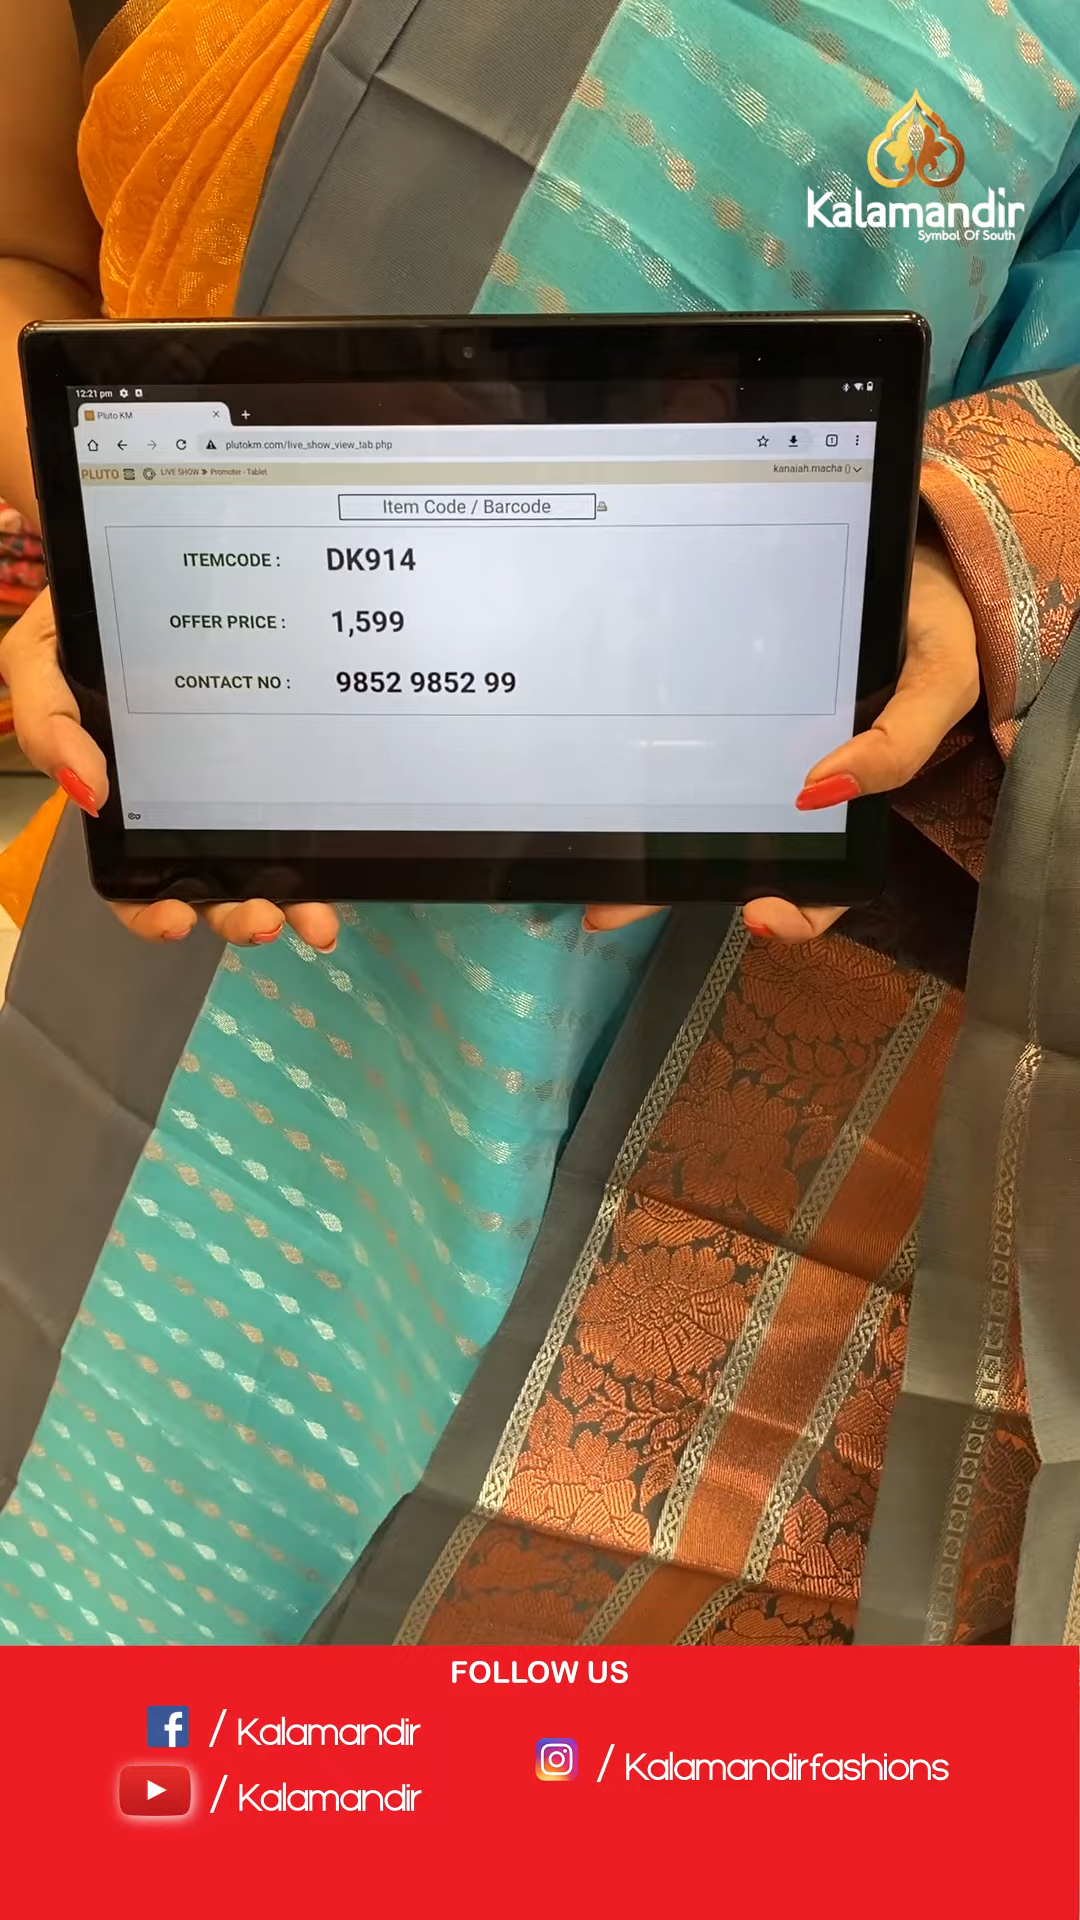 Kalamandir
Symbol Of South
12:21 pm
Pluto KM
plutokm.com/live_show_view_tab.php
PLUTO LIVE SHOW » Promoter - Tablet kanaiah.macha ()
Item Code / Barcode
ITEMCODE : DK914
OFFER PRICE : 1,599
CONTACT NO : 9852 9852 99
FOLLOW US
/ Kalamandir
/ Kalamandirfashions
/ Kalamandir